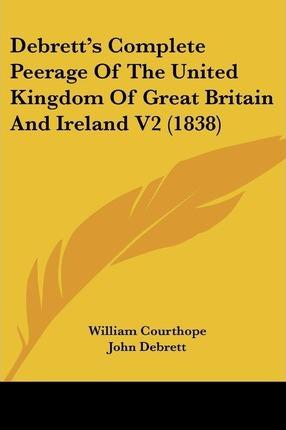 Debrett's Complete
Peerage Of The United
Kingdom Of Great Britain
And Ireland V2 (1838)
William Courthope
John Debrett